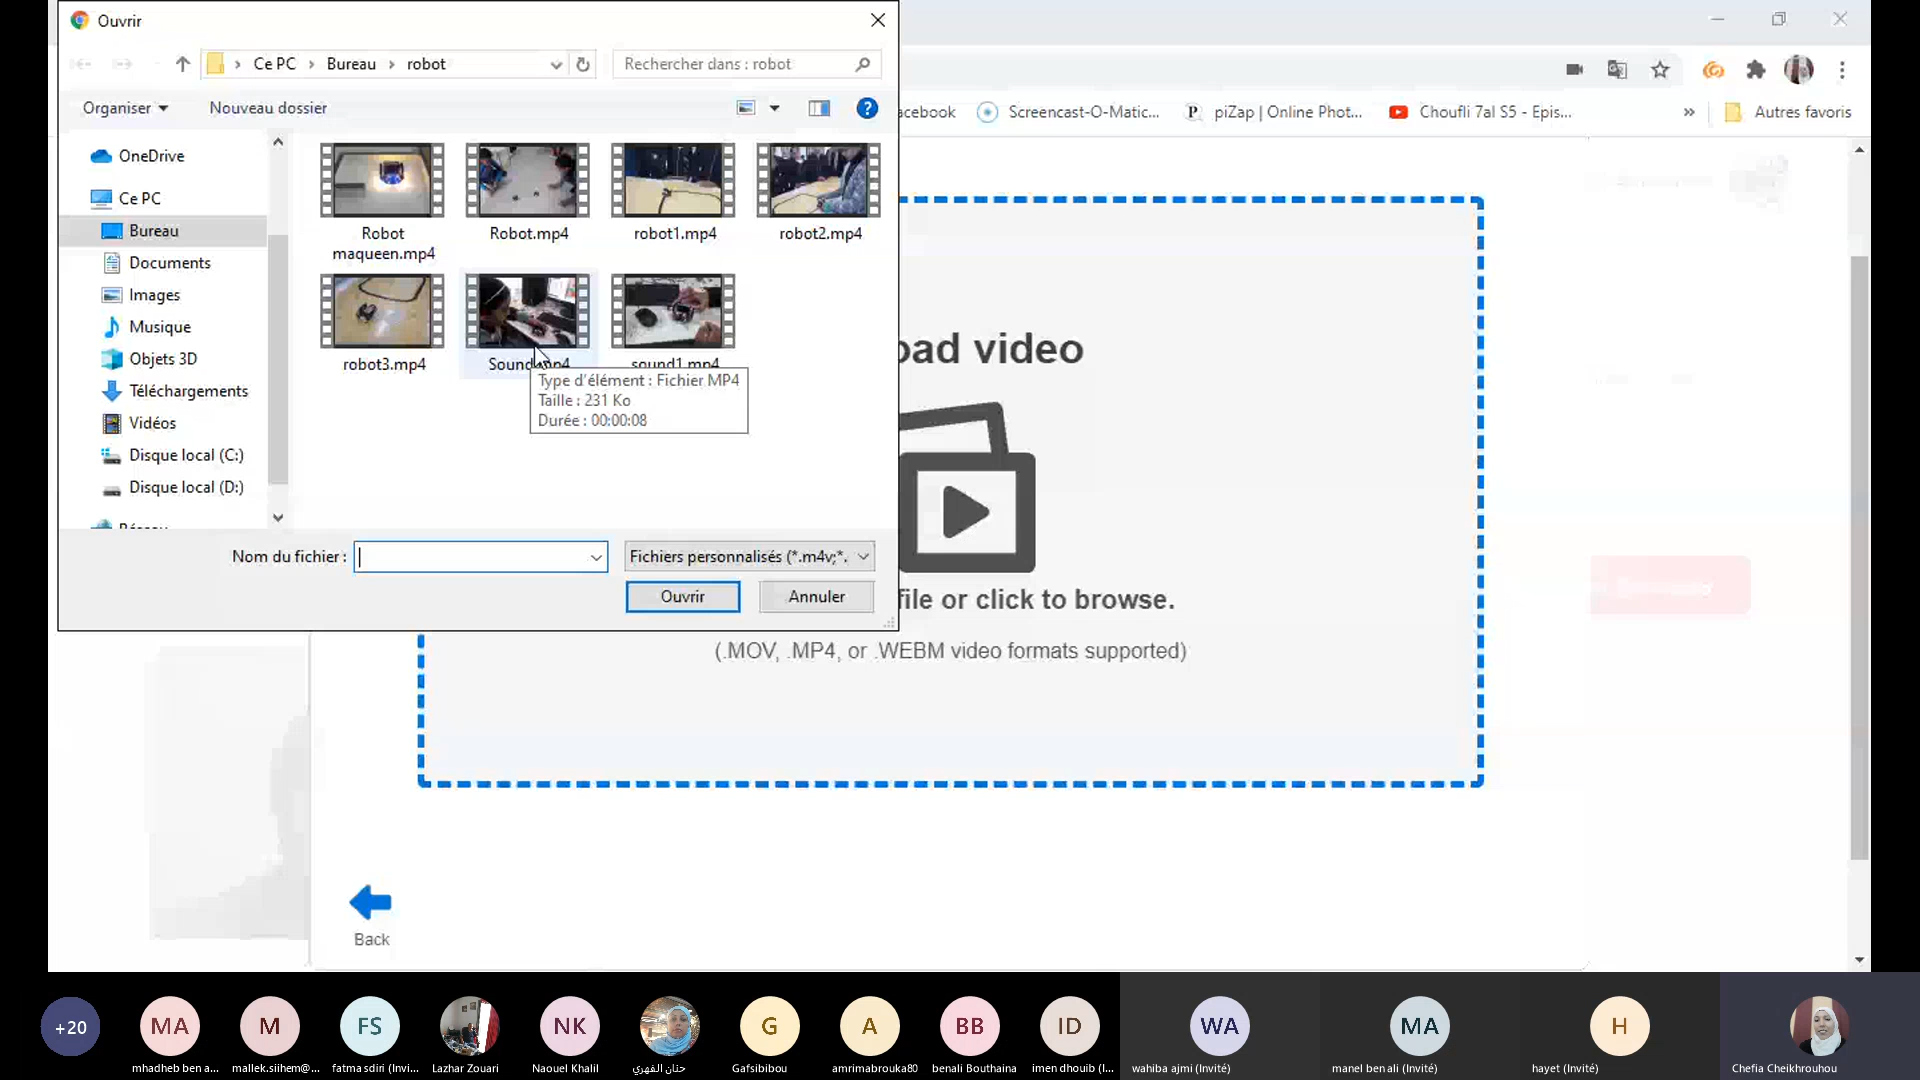 Ouvrir
Ce PC
Bureau
robot
Rechercher dans : robot
Organiser
Nouveau dossier
OneDrive
Ce PC
Bureau
Documents
Images
Musique
Objets 3D
Téléchargements
Vidéos
Disque local (C:)
Disque local (D:)
Robot
maqueen.mp4
Robot.mp4
robot1.mp4
robot2.mp4
robot3.mp4
sound1.mp4
Type d'élément : Fichier MP4
Taille : 231 Ko
Durée : 00:00:08
Nom du fichier :
Fichiers personnalisés (*.m4v;*.
Ouvrir
Annuler
acebook
Screencast-O-Matic...
piZap | Online Phot...
Choufli 7al S5 - Epis...
»
Autres favoris
oad video
file or click to browse.
(.MOV, .MP4, or .WEBM video formats supported)
Back
+20
MA
M
FS
NK
G
A
BB
ID
WA
MA
H
mhadheb ben a...
mallek.siihem@...
fatma sdiri (Invi...
Lazhar Zouari
Naouel Khalil
حنان الفهري
Gafsibibou
amrimabrouka80
benali Bouthaina
imen dhouib (I...
wahiba ajmi (Invité)
manel ben ali (Invité)
hayet (Invité)
Chefia Cheikhrouhou